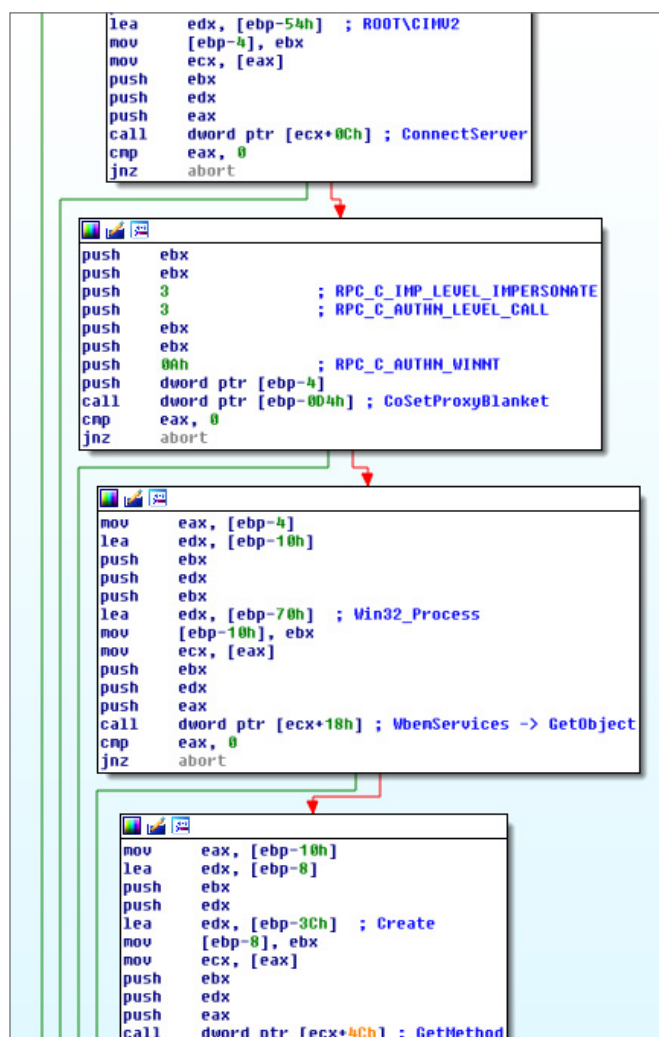 lea edx, [ebp-54h] ; ROOT\CIMV2
mov [ebp-4], ebx
mov ecx, [eax]
push ebx
push edx
push eax
call dword ptr [ecx+0Ch] ; ConnectServer
cmp eax, 0
jnz abort
push ebx
push ebx
push 3 ; RPC_C_IMP_LEVEL_IMPERSONATE
push 3 ; RPC_C_AUTHN_LEVEL_CALL
push ebx
push ebx
push 0Ah ; RPC_C_AUTHN_WINNT
push dword ptr [ebp-4]
call dword ptr [ebp-0D4h] ; CoSetProxyBlanket
cmp eax, 0
jnz abort
mov eax, [ebp-4]
lea edx, [ebp-10h]
push ebx
push edx
push ebx
lea edx, [ebp-70h] ; Win32_Process
mov [ebp-10h], ebx
mov ecx, [eax]
push ebx
push edx
push eax
call dword ptr [ecx+18h] ; WbemServices -> GetObject
cmp eax, 0
jnz abort
mov eax, [ebp-10h]
lea edx, [ebp-8]
push ebx
push edx
lea edx, [ebp-3Ch] ; Create
mov [ebp-8], ebx
mov ecx, [eax]
push ebx
push edx
push eax
call dword ptr [ecx+4Ch] ; GetMethod